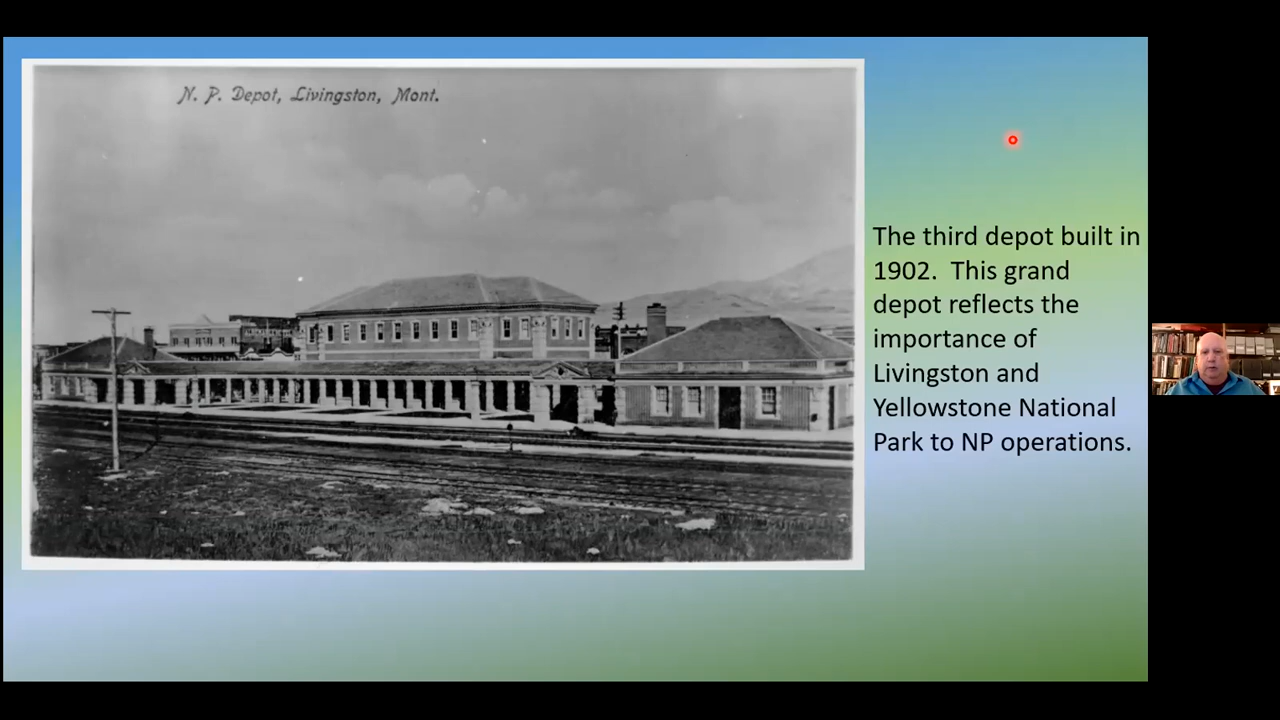 N. P. Depot, Livingston, Mont.
The third depot built in
1902.  This grand
depot reflects the
importance of
Livingston and
Yellowstone National
Park to NP operations.